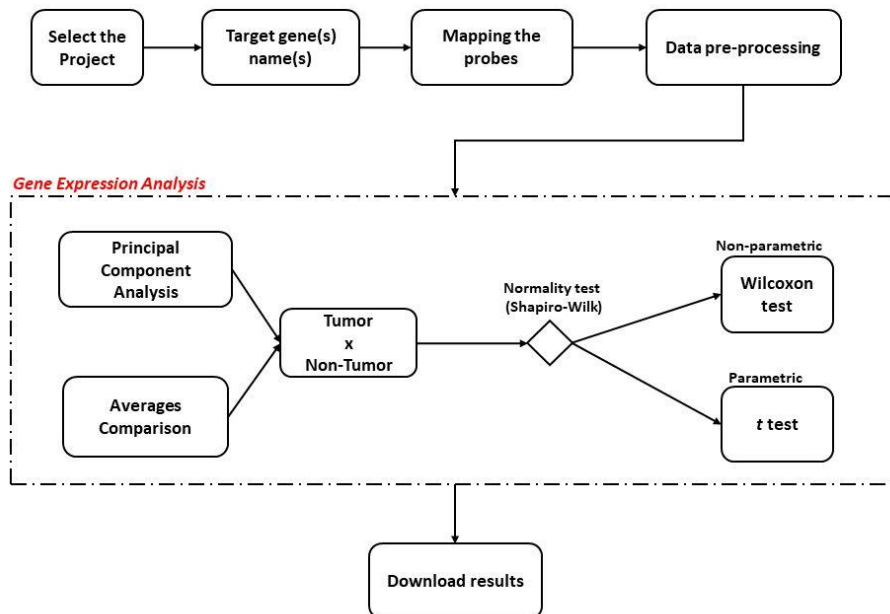 Select the
Project
Target gene(s)
name(s)
Mapping the
probes
Data pre-processing
Gene Expression Analysis
Principal
Component
Analysis
Averages
Comparison
Tumor
x
Non-Tumor
Normality test
(Shapiro-Wilk)
Non-parametric
Wilcoxon
test
Parametric
t test
Download results